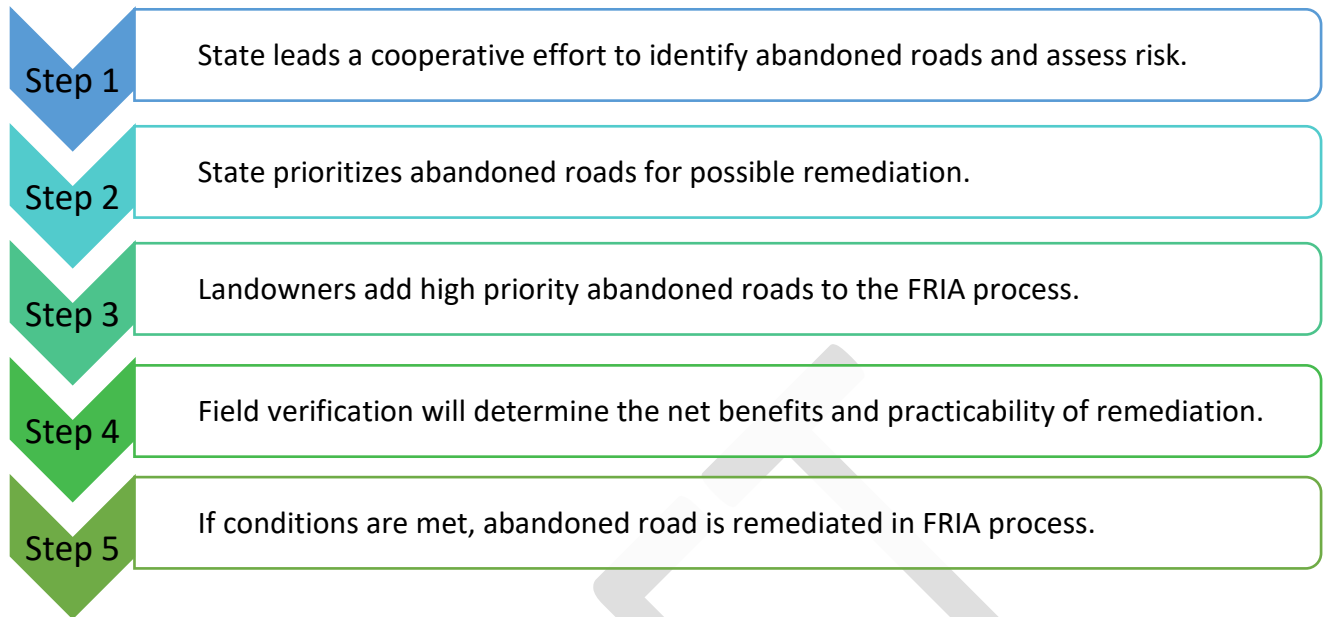 Step 1
State leads a cooperative effort to identify abandoned roads and assess risk.
Step 2
State prioritizes abandoned roads for possible remediation.
Step 3
Landowners add high priority abandoned roads to the FRIA process.
Step 4
Field verification will determine the net benefits and practicability of remediation.
Step 5
If conditions are met, abandoned road is remediated in FRIA process.